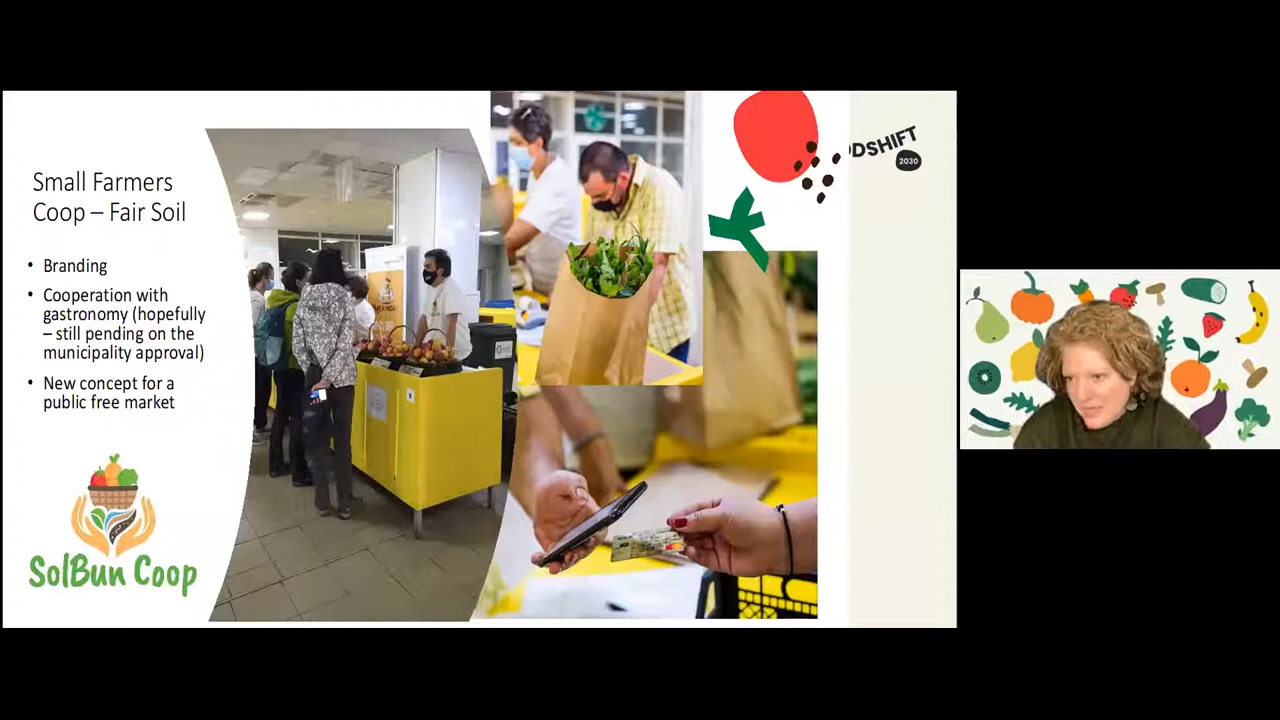 Small Farmers
Coop – Fair Soil
• Branding
• Cooperation with
gastronomy (hopefully
– still pending on the
municipality approval)
• New concept for a
public free market
SolBun Coop
DSHIFT
2030